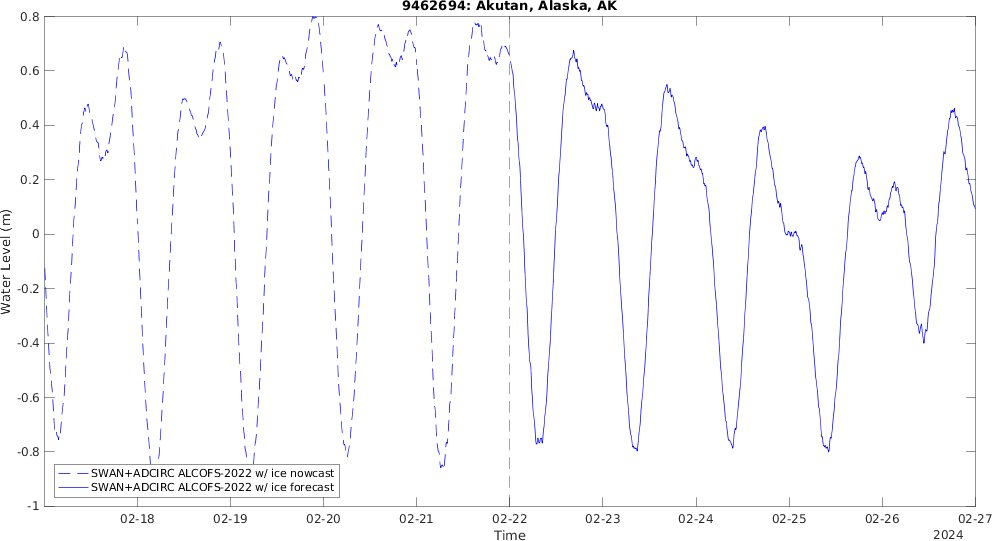 9462694: Akutan, Alaska, AK
0.8
0.6
0.4
0.2
0
-0.2
-0.4
-0.6
-0.8
-1
Water Level (m)
SWAN+ADCIRC ALCOFS-2022 w/ ice nowcast
SWAN+ADCIRC ALCOFS-2022 w/ ice forecast
02-18 02-19 02-20 02-21 02-22 02-23 02-24 02-25 02-26 02-27
Time
2024